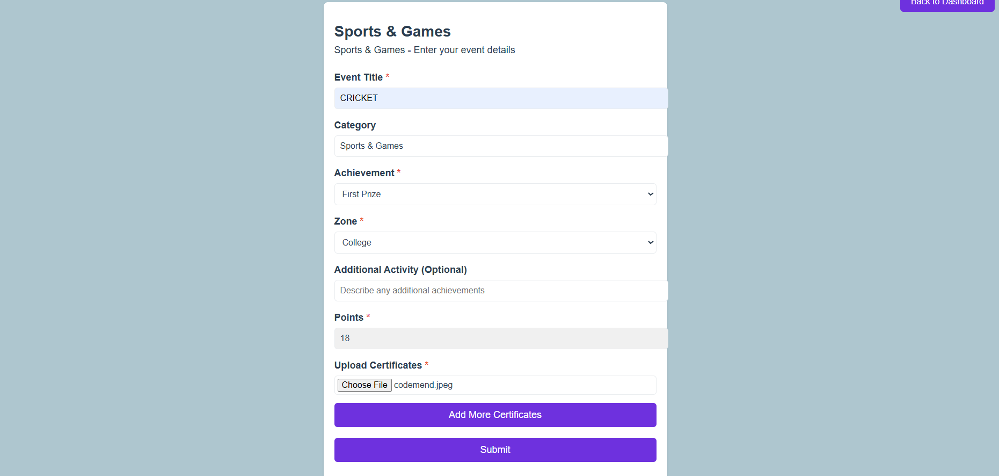 Back to Dashboard
Sports & Games
Sports & Games - Enter your event details
Event Title *
CRICKET
Category
Sports & Games
Achievement *
First Prize
Zone *
College
Additional Activity (Optional)
Describe any additional achievements
Points *
18
Upload Certificates *
Choose File codemend.jpeg
Add More Certificates
Submit